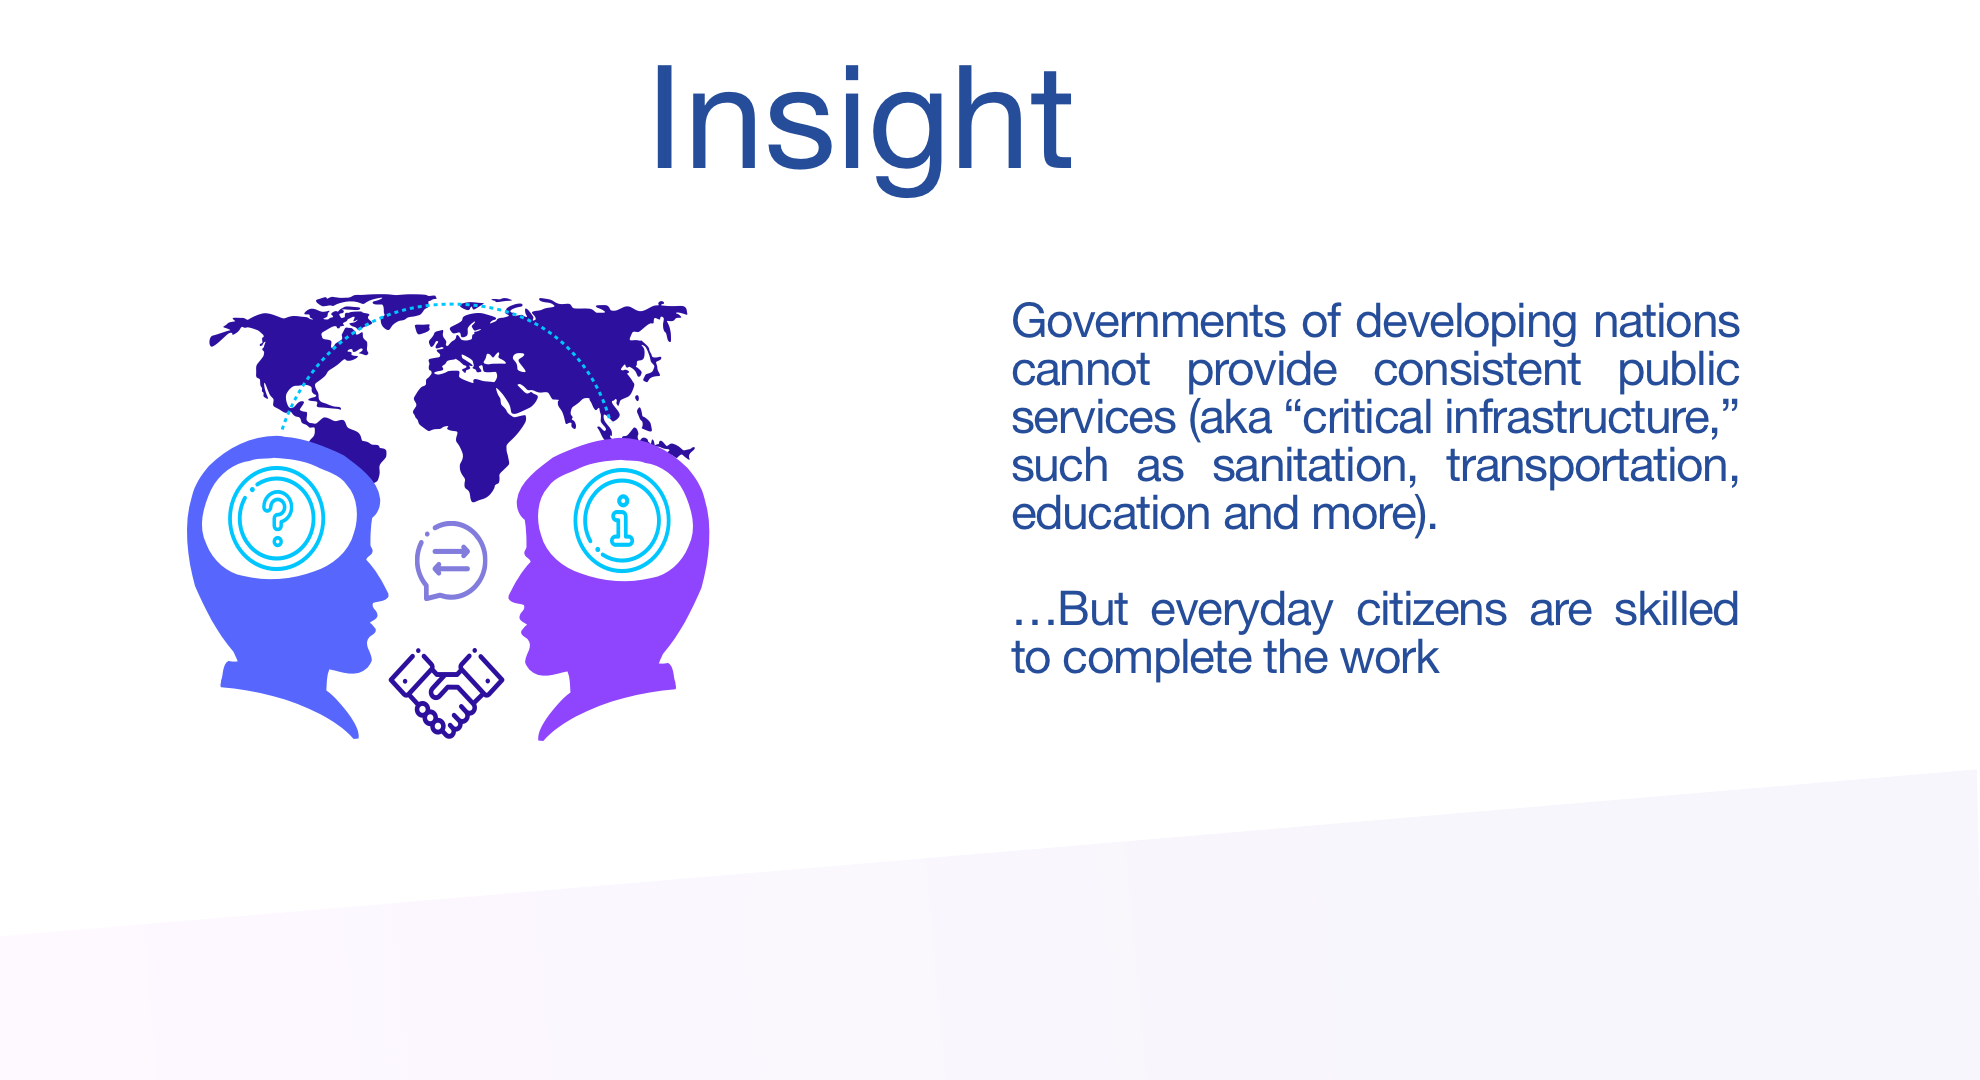 Insight
Governments of developing nations
cannot provide consistent public
services (aka “critical infrastructure,”
such as sanitation, transportation,
education and more).
…But everyday citizens are skilled
to complete the work